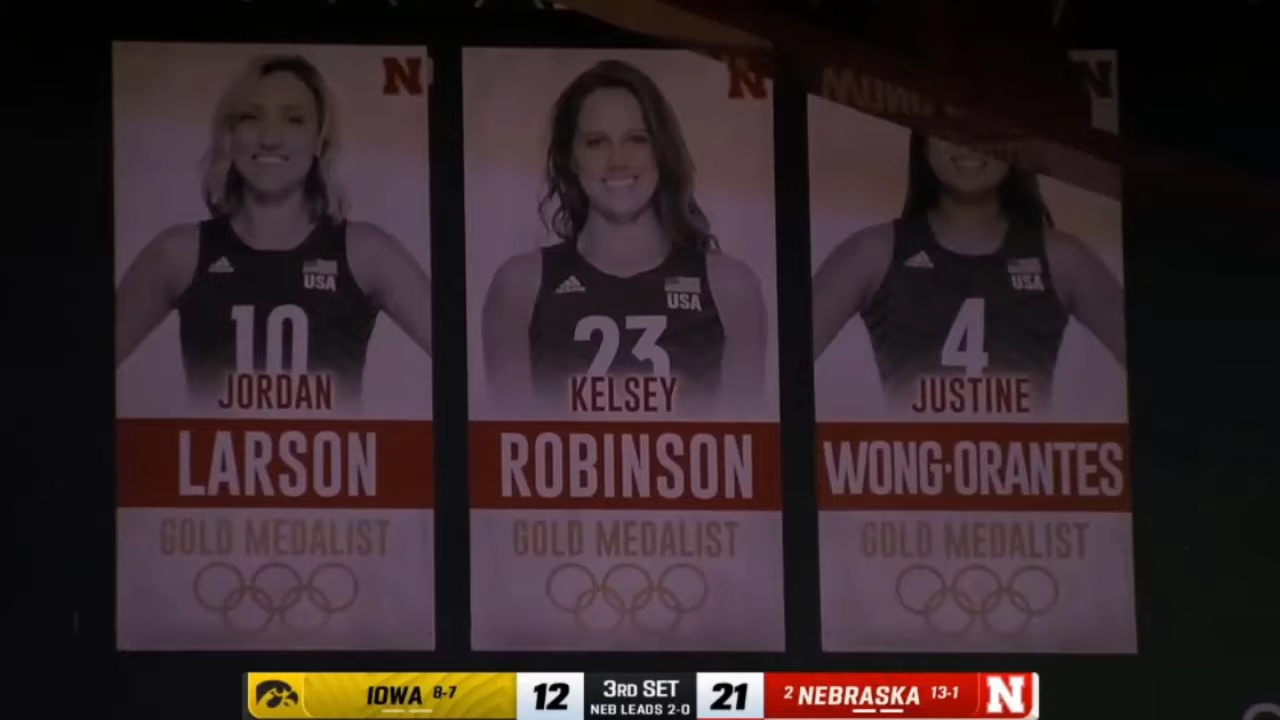 N
N
N
USA
USA
USA
10
23
4
JORDAN
KELSEY
JUSTINE
LARSON
ROBINSON
WONG·ORANTES
GOLD MEDALIST
GOLD MEDALIST
GOLD MEDALIST
IOWA 8-7 12 3RD SET 21 2 NEBRASKA 13-1 N
NEB LEADS 2-0